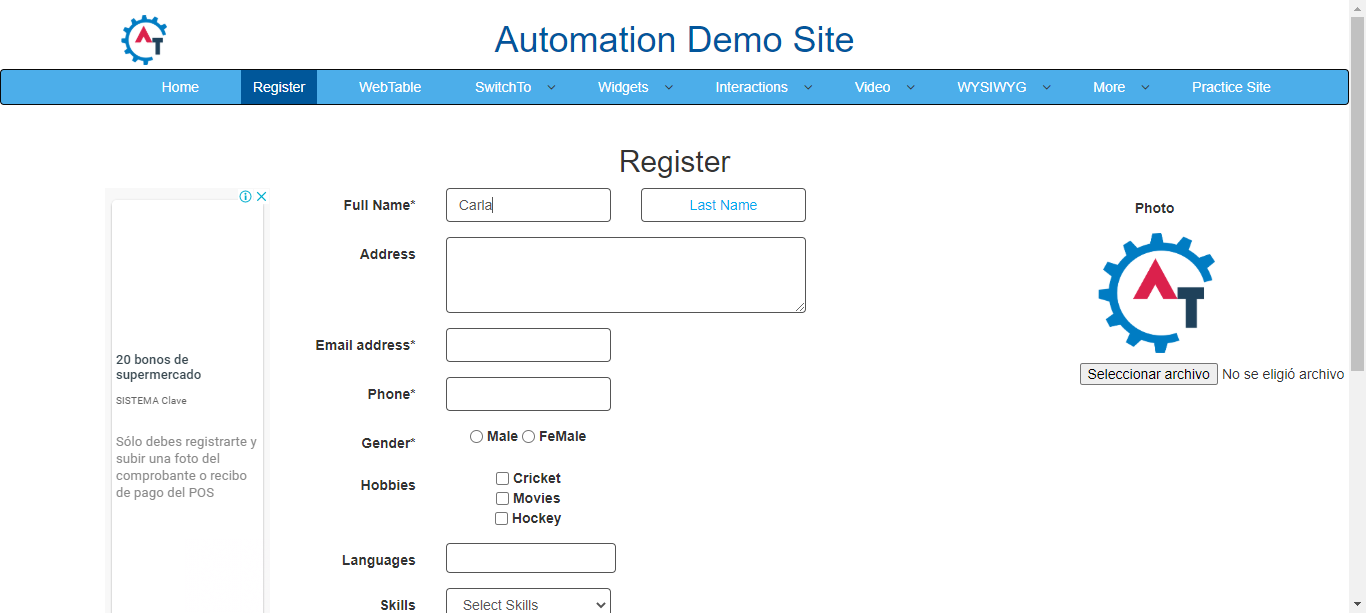 AT
Automation Demo Site
Home Register WebTable SwitchTo Widgets Interactions Video WYSIWYG More Practice Site
Register
Full Name* Carla Last Name
Address
Email address*
Phone*
Gender* Male FeMale
Hobbies Cricket
Movies
Hockey
Languages
Skills Select Skills
20 bonos de
supermercado
SISTEMA Clave
Sólo debes registrarte y
subir una foto del
comprobante o recibo
de pago del POS
Photo
AT
Seleccionar archivo No se eligió archivo